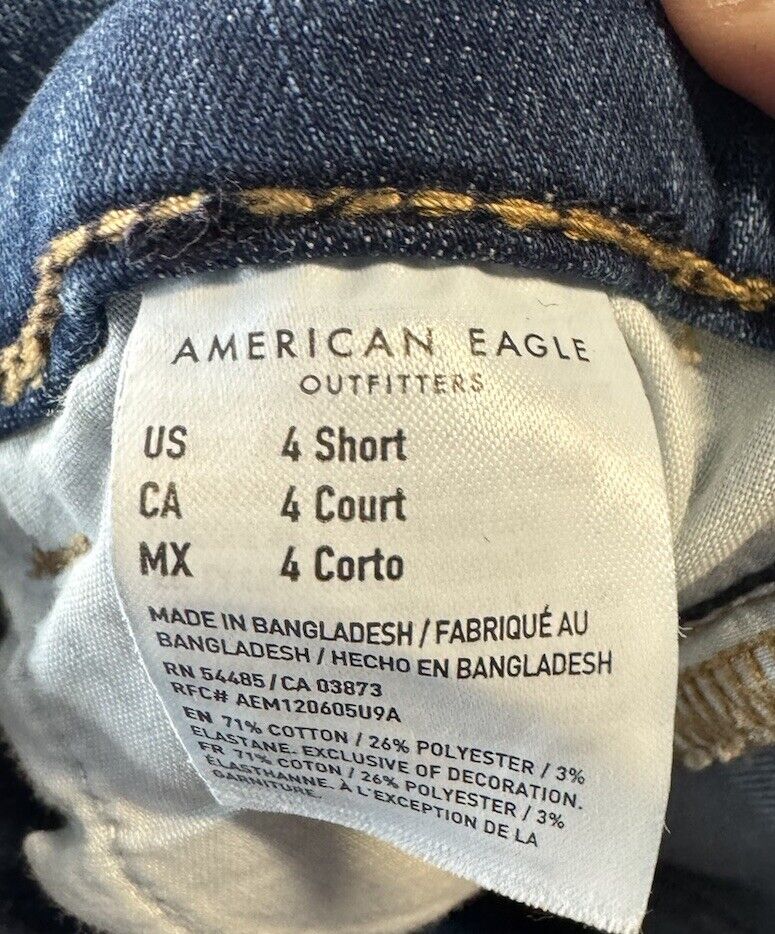 AMERICAN EAGLE
OUTFITTERS
US 4 Short
CA 4 Court
MX 4 Corto
MADE IN BANGLADESH / FABRIQUÉ AU
BANGLADESH / HECHO EN BANGLADESH
RN 54485 / CA 03873
RFC# AEM120605U9A
EN 71% COTTON / 26% POLYESTER / 3%
ELASTANE. EXCLUSIVE OF DECORATION.
FR 71% COTON / 26% POLYESTER / 3%
ÉLASTHANNE. À L'EXCEPTION DE LA
GARNITURE.